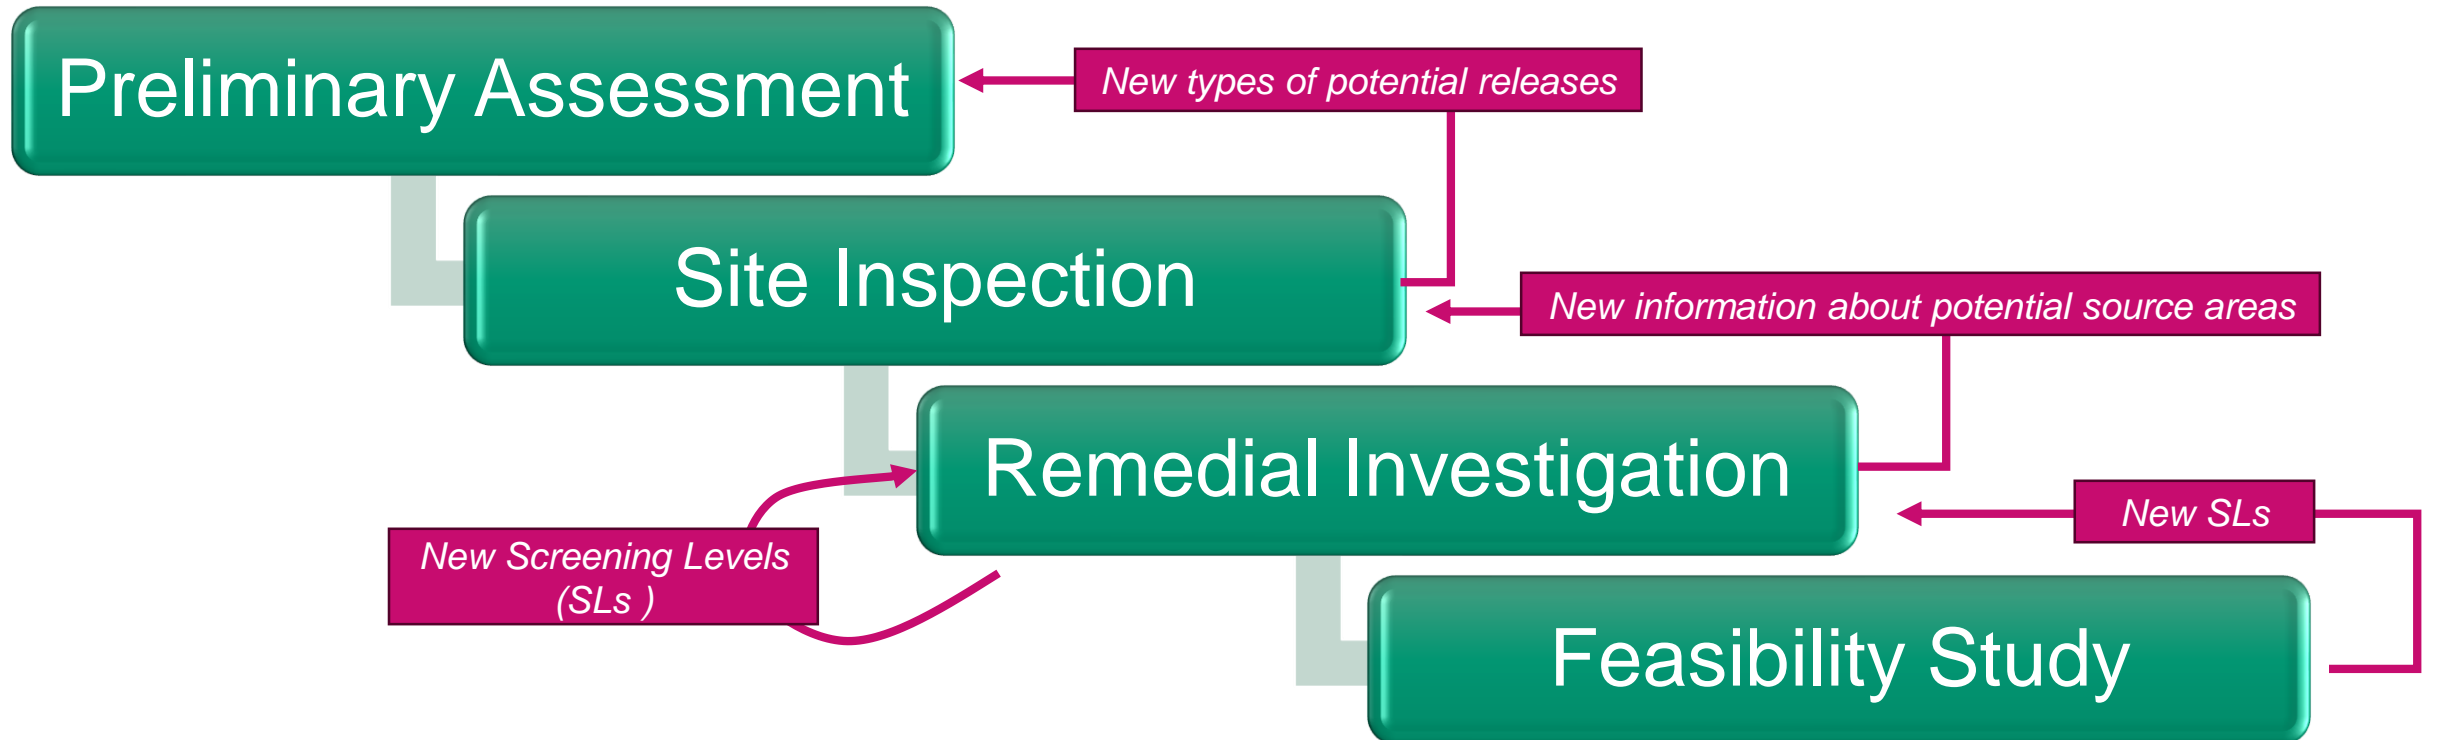 Preliminary Assessment
New types of potential releases
Site Inspection
New information about potential source areas
Remedial Investigation
New SLs
New Screening Levels
(SLs )
Feasibility Study